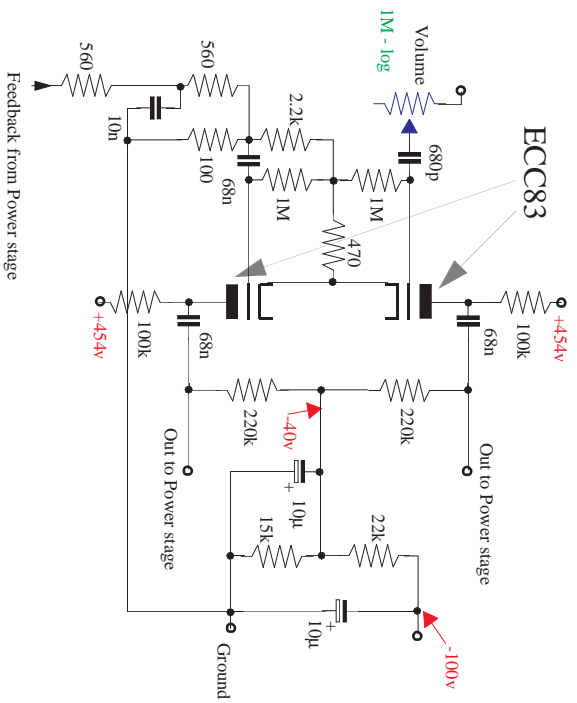 +454v
ECC83
100k
68n
Out to Power stage
-100v
Volume
680p
220k
1M - log
1M
22k
470
+
10µ
2.2k
10µ
+
-40v
1M
15k
220k
68n
Ground
560
100
68n
Out to Power stage
100k
10n
+454v
560
Feedback from Power stage